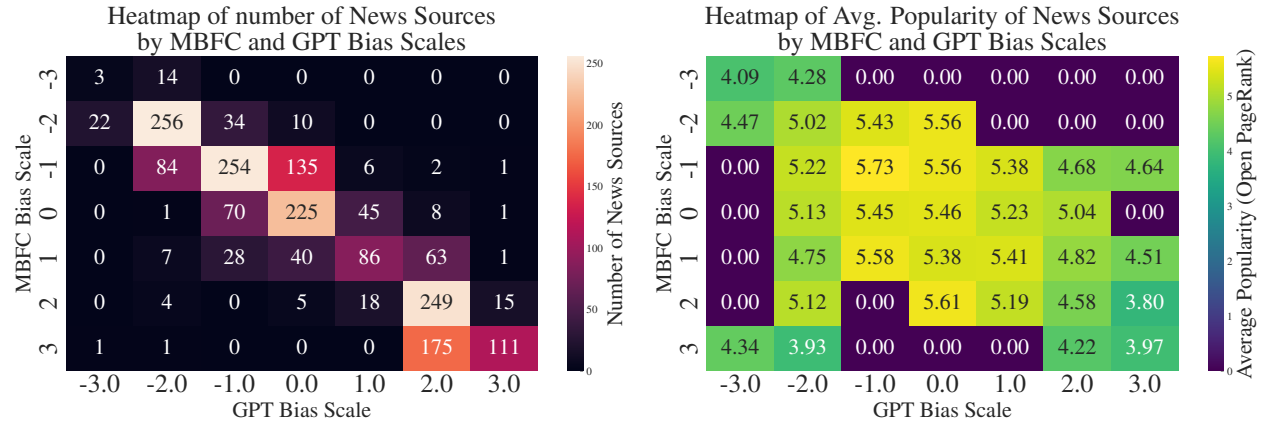 Heatmap of number of News Sources
by MBFC and GPT Bias Scales
MBFC Bias Scale
-3 3 14 0 0 0 0 0
-2 22 256 34 10 0 0 0
-1 0 84 254 135 6 2 1
0 0 1 70 225 45 8 1
1 0 7 28 40 86 63 1
2 0 4 0 5 18 249 15
3 1 1 0 0 0 175 111
-3.0 -2.0 -1.0 0.0 1.0 2.0 3.0
GPT Bias Scale
250
200
150
100
50
0
Number of News Sources
Heatmap of Avg. Popularity of News Sources
by MBFC and GPT Bias Scales
MBFC Bias Scale
-3 4.09 4.28 0.00 0.00 0.00 0.00 0.00
-2 4.47 5.02 5.43 5.56 0.00 0.00 0.00
-1 0.00 5.22 5.73 5.56 5.38 4.68 4.64
0 0.00 5.13 5.45 5.46 5.23 5.04 0.00
1 0.00 4.75 5.58 5.38 5.41 4.82 4.51
2 0.00 5.12 0.00 5.61 5.19 4.58 3.80
3 4.34 3.93 0.00 0.00 0.00 4.22 3.97
-3.0 -2.0 -1.0 0.0 1.0 2.0 3.0
GPT Bias Scale
5
4
3
2
1
0
Average Popularity (Open PageRank)